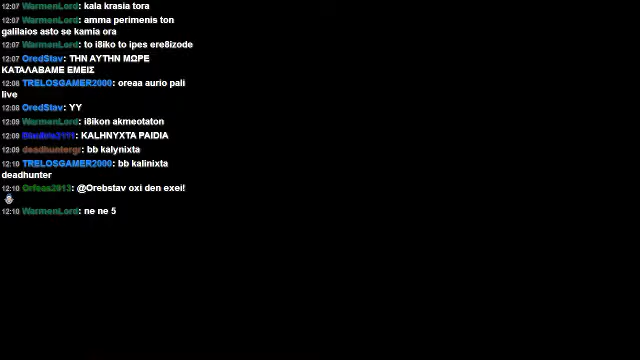 12:07 WarmenLord: kala krasia tora
12:07 WarmenLord: amma perimenis ton
galilaios asto se kamia ora
12:07 WarmenLord: to i8iko to ipes ere8izode
12:07 OredStav: ΤΗΝ ΑΥΤΗΝ ΜΩΡΕ
ΚΑΤΑΛΑΒΑΜΕ ΕΜΕΙΣ
12:08 TRELOSGAMER2000: oreaa aurio pali
live
12:08 OredStav: YY
12:09 WarmenLord: i8ikon akmeotaton
12:09 : KALHNYXTA PAIDIA
12:09 deadhuntergr: bb kalynixta
12:10 TRELOSGAMER2000: bb kalinixta
deadhunter
12:10 Orfeas2013: @Orebstav oxi den exei!
12:10 WarmenLord: ne ne 5